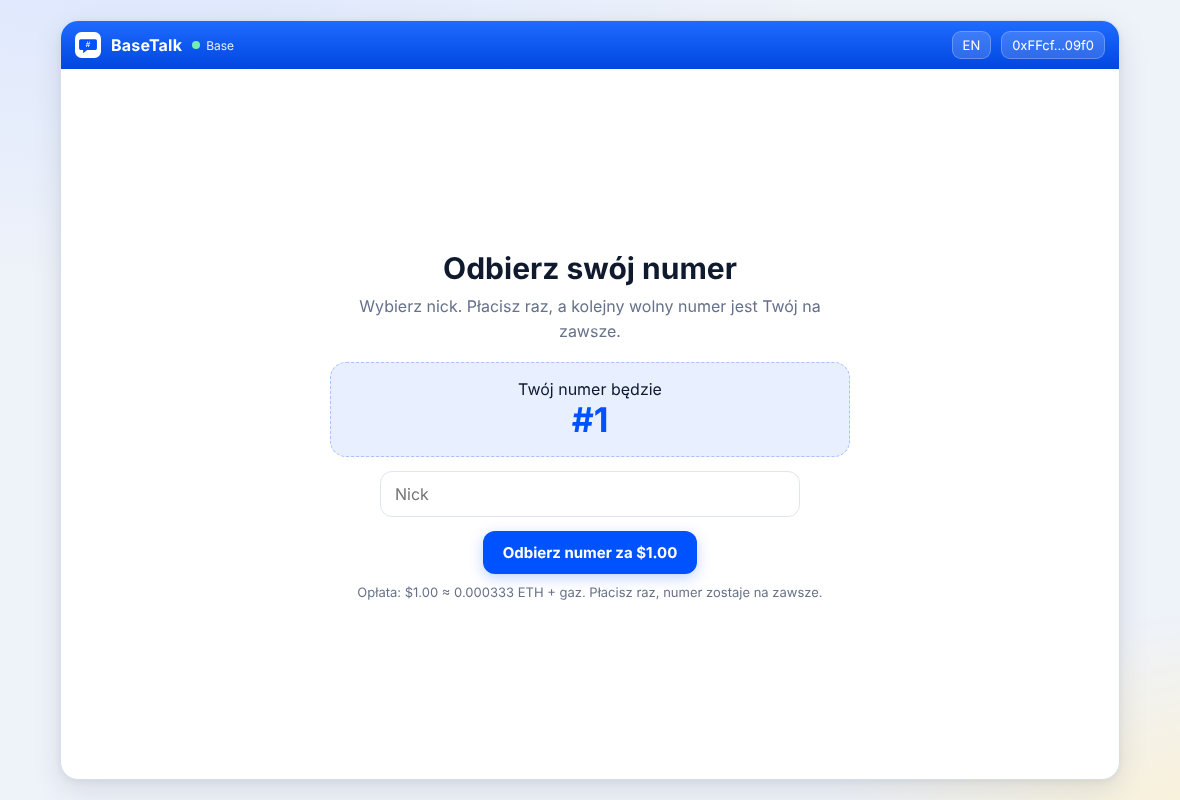 #
BaseTalk
Base
EN
0xFFcf...09f0
Odbierz swój numer
Wybierz nick. Płacisz raz, a kolejny wolny numer jest Twój na
zawsze.
Twój numer będzie
#1
Nick
Odbierz numer za $1.00
Opłata: $1.00 ≈ 0.000333 ETH + gaz. Płacisz raz, numer zostaje na zawsze.